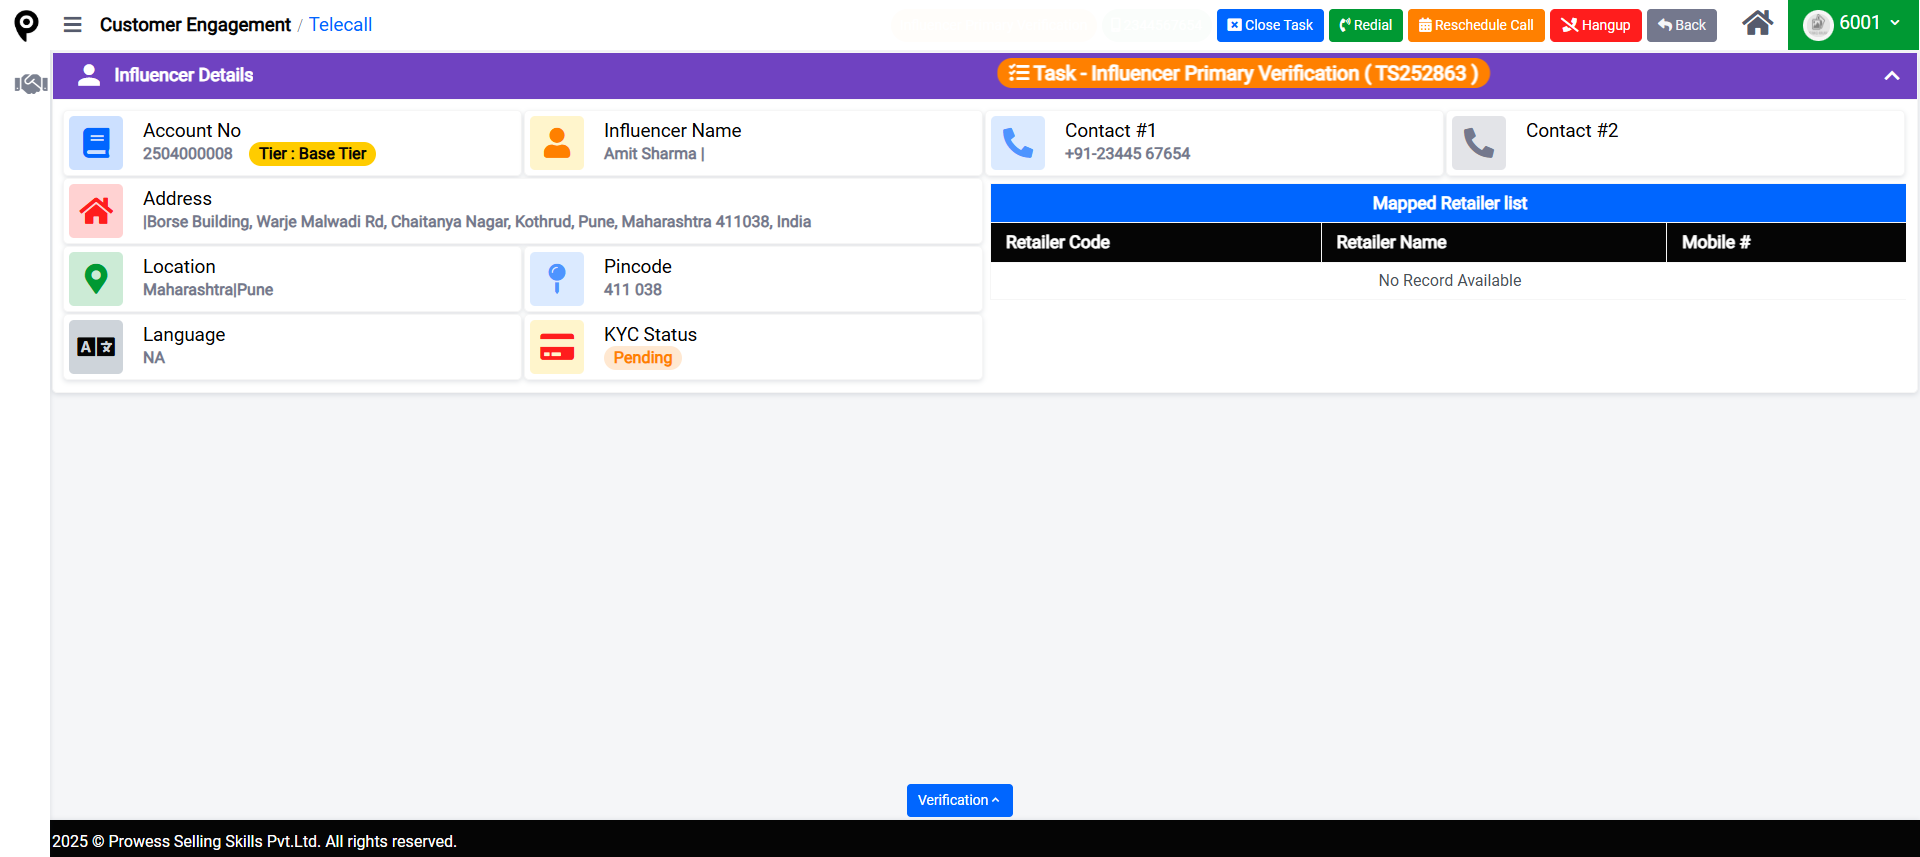 Customer Engagement / Telecall
Close Task
Redial
Reschedule Call
Hangup
Back
6001
Influencer Details
Task - Influencer Primary Verification ( TS252863 )
Account No
2504000008 Tier : Base Tier
Influencer Name
Amit Sharma |
Contact #1
+91-23445 67654
Contact #2
Address
|Borse Building, Warje Malwadi Rd, Chaitanya Nagar, Kothrud, Pune, Maharashtra 411038, India
Mapped Retailer list
Retailer Code Retailer Name Mobile #
No Record Available
Location
Maharashtra|Pune
Pincode
411 038
Language
NA
KYC Status
Pending
Verification
2025 © Prowess Selling Skills Pvt.Ltd. All rights reserved.